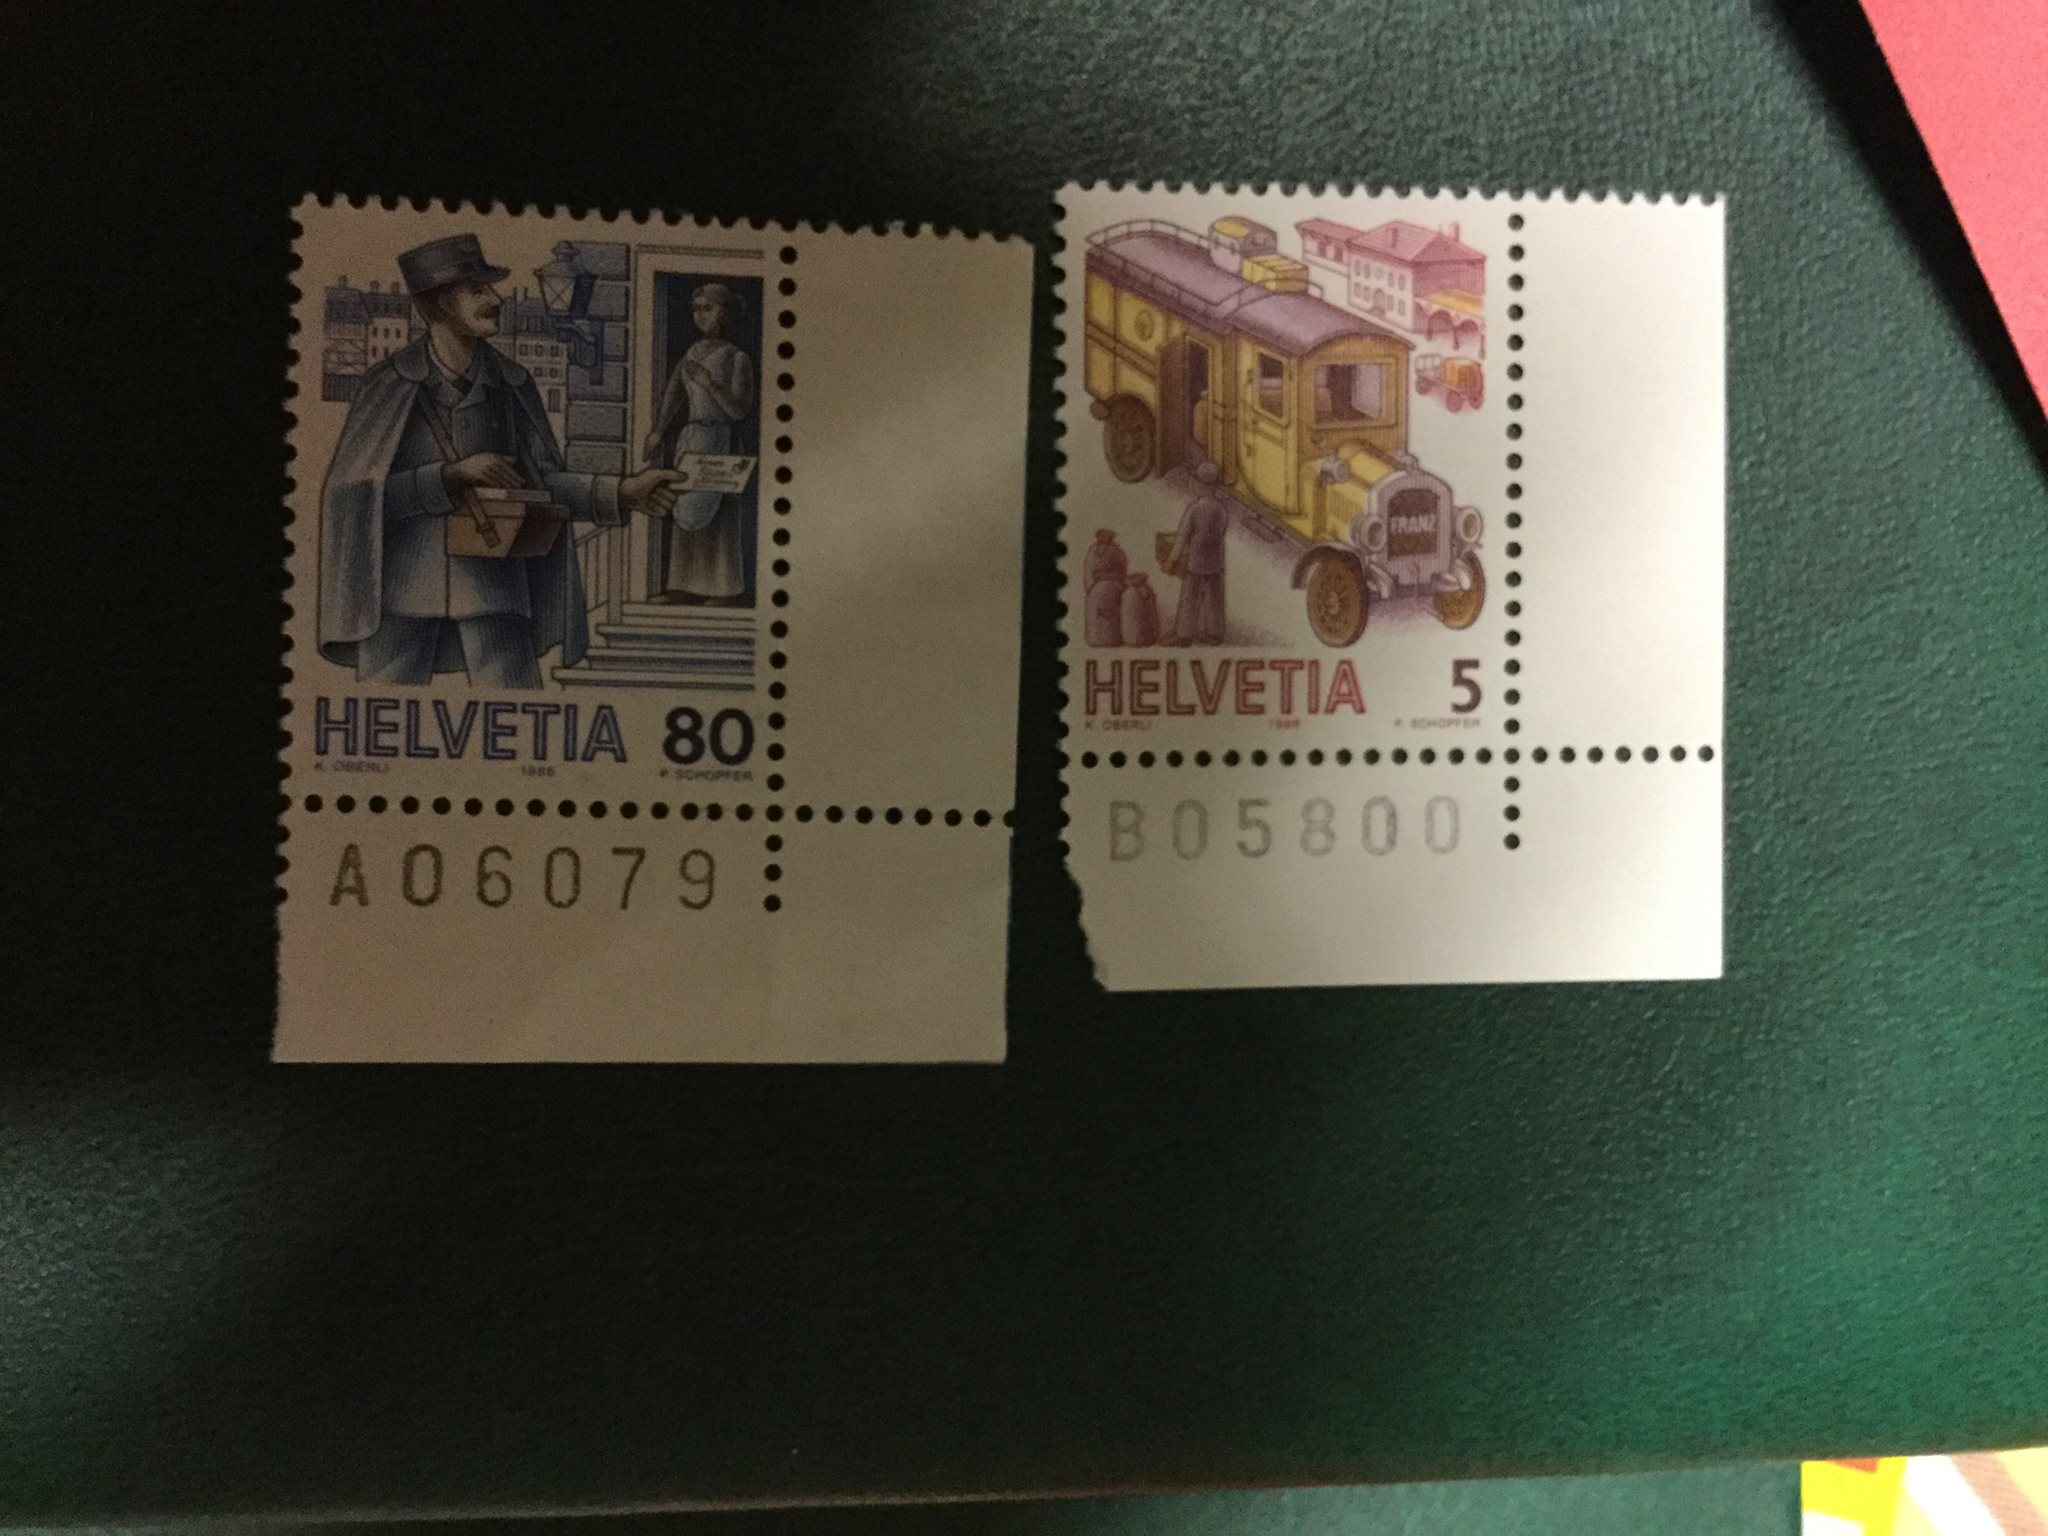 HELVETIA 80
K. OBERLI 1986 P. SCHOPFER
A06079
FRANZ
HELVETIA 5
K. OBERLI 1986 P. SCHOPFER
B05800